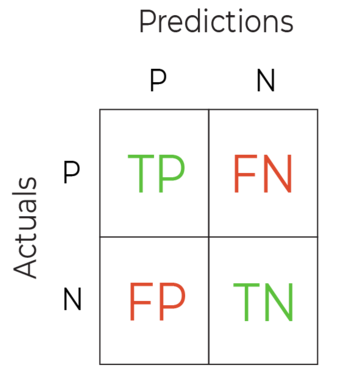 Predictions
P N
Actuals
P TP FN
N FP TN